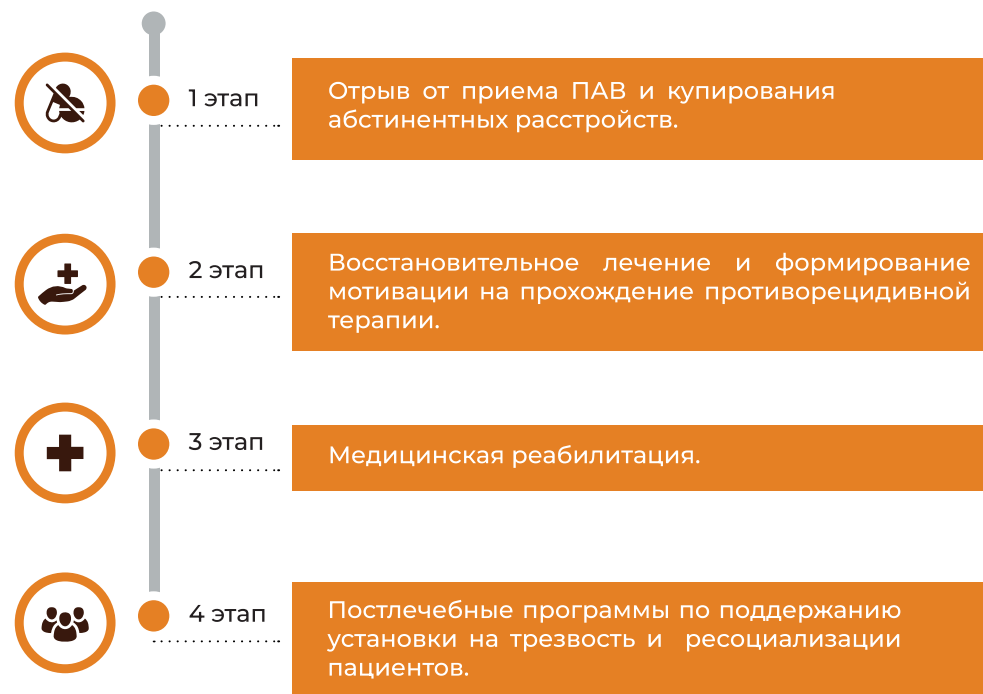 1 этап
Отрыв от приема ПАВ и купирования
абстинентных расстройств.
2 этап
Восстановительное лечение и формирование
мотивации на прохождение противорецидивной
терапии.
3 этап
Медицинская реабилитация.
4 этап
Постлечебные программы по поддержанию
установки на трезвость и ресоциализации
пациентов.